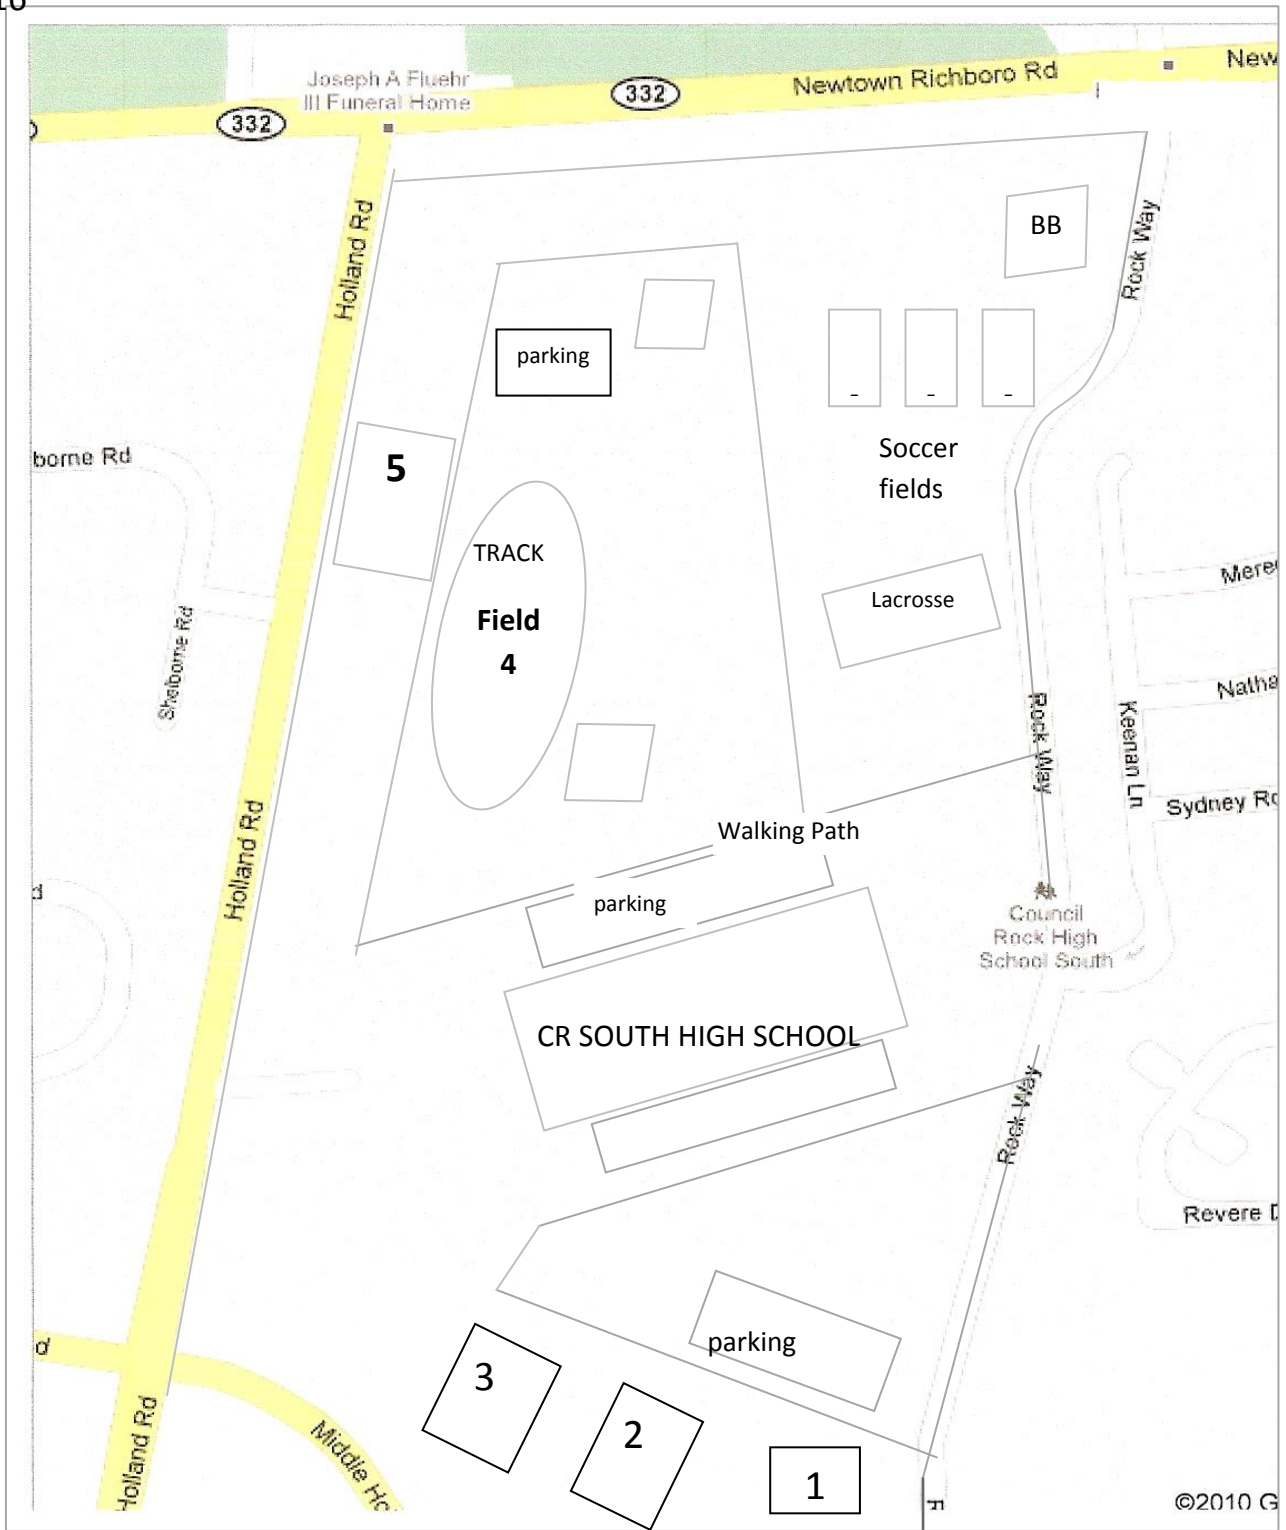 16
New
Joseph A Fluehr
III Funeral Home
332
Newtown Richboro Rd
332
BB
Rock Way
Holland Rd
parking
Soccer
fields
borne Rd
5
TRACK
Field
4
Lacrosse
Shelborne Rd
Rock Way
Keenan Ln
Sydney
Walking Path
Holland Rd
d
parking
Council
Rock High
School South
CR SOUTH HIGH SCHOOL
Rock Way
Revere
parking
d
3
2
1
Holland Rd
Middle
©2010 G